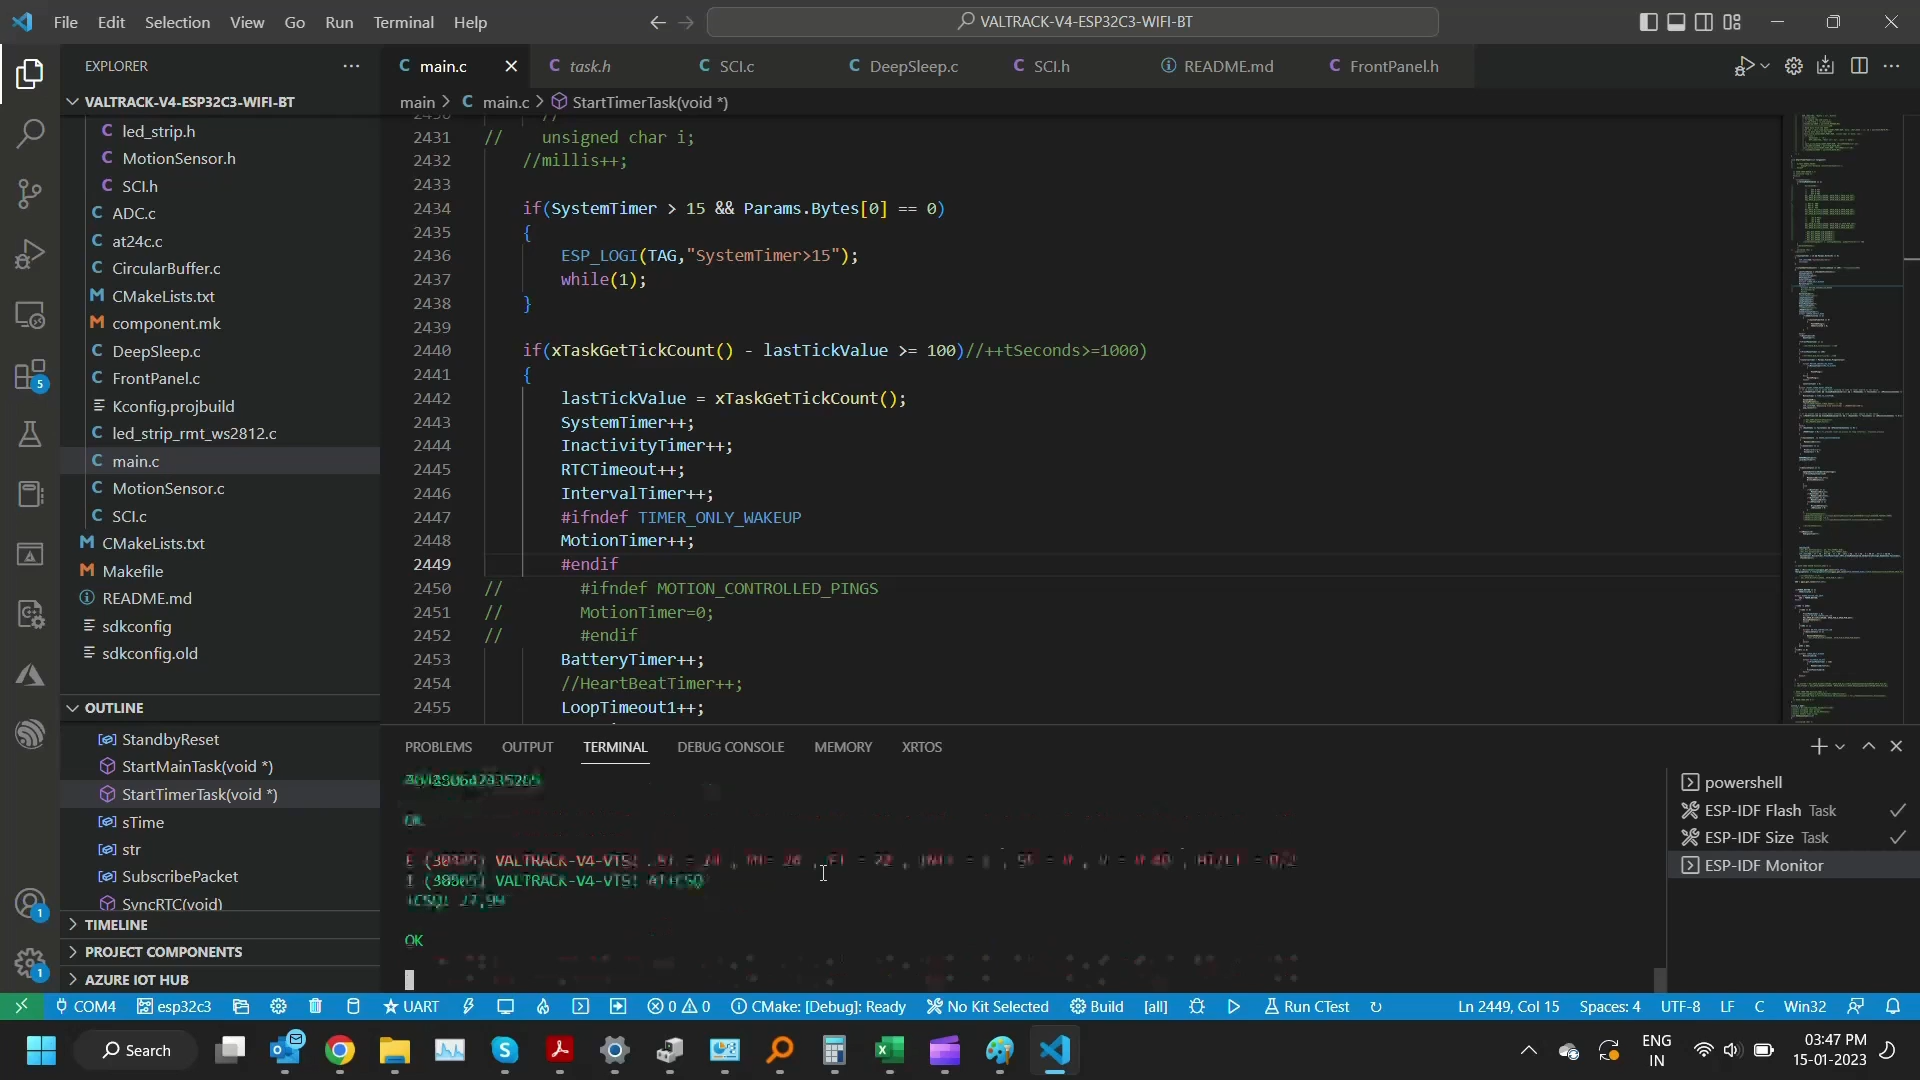 File Edit Selection View Go Run Terminal Help
VALTRACK-V4-ESP32C3-WIFI-BT
EXPLORER
VALTRACK-V4-ESP32C3-WIFI-BT
led_strip.h
MotionSensor.h
SCI.h
ADC.c
at24c.c
CircularBuffer.c
CMakeLists.txt
component.mk
DeepSleep.c
FrontPanel.c
Kconfig.projbuild
led_strip_rmt_ws2812.c
main.c
MotionSensor.c
SCI.c
CMakeLists.txt
Makefile
README.md
sdkconfig
sdkconfig.old
OUTLINE
StandbyReset
StartMainTask(void *)
StartTimerTask(void *)
sTime
str
SubscribePacket
SyncRTC(void)
TIMELINE
PROJECT COMPONENTS
AZURE IOT HUB
main.c task.h SCI.c DeepSleep.c SCI.h README.md FrontPanel.h
main > C main.c > StartTimerTask(void *)
2430 //
2431 // unsigned char i;
2432 //millis++;
2433
2434 if(SystemTimer > 15 && Params.Bytes[0] == 0)
2435 {
2436 ESP_LOGI(TAG,"SystemTimer>15");
2437 while(1);
2438 }
2439
2440 if(xTaskGetTickCount() - lastTickValue >= 100)//++tSeconds>=1000)
2441 {
2442 lastTickValue = xTaskGetTickCount();
2443 SystemTimer++;
2444 InactivityTimer++;
2445 RTCTimeout++;
2446 IntervalTimer++;
2447 #ifndef TIMER_ONLY_WAKEUP
2448 MotionTimer++;
2449 #endif
2450 // #ifndef MOTION_CONTROLLED_PINGS
2451 // MotionTimer=0;
2452 // #endif
2453 BatteryTimer++;
2454 //HeartBeatTimer++;
2455 LoopTimeout1++;
PROBLEMS OUTPUT TERMINAL DEBUG CONSOLE MEMORY XRTOS
VALTRACK-V4-VTS:
VALTRACK-V4-VTS:
OK
powershell
ESP-IDF Flash Task
ESP-IDF Size Task
ESP-IDF Monitor
COM4 esp32c3 UART 0 0 CMake: [Debug]: Ready No Kit Selected Build [all] Run CTest Ln 2449, Col 15 Spaces: 4 UTF-8 LF C Win32
5
1
1
Search
ENG
IN
03:47 PM
15-01-2023